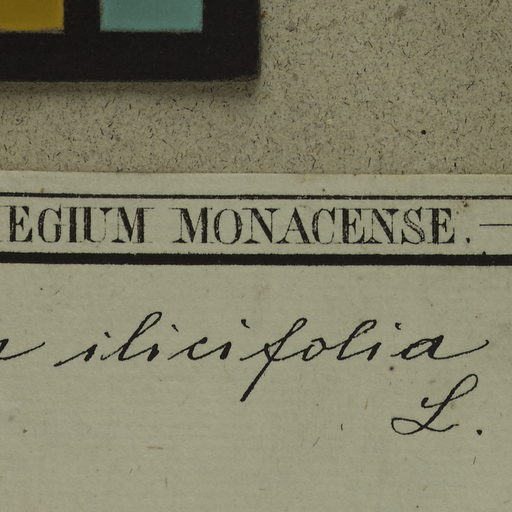 EGIUM MONACENSE. —
ilicifolia
L.